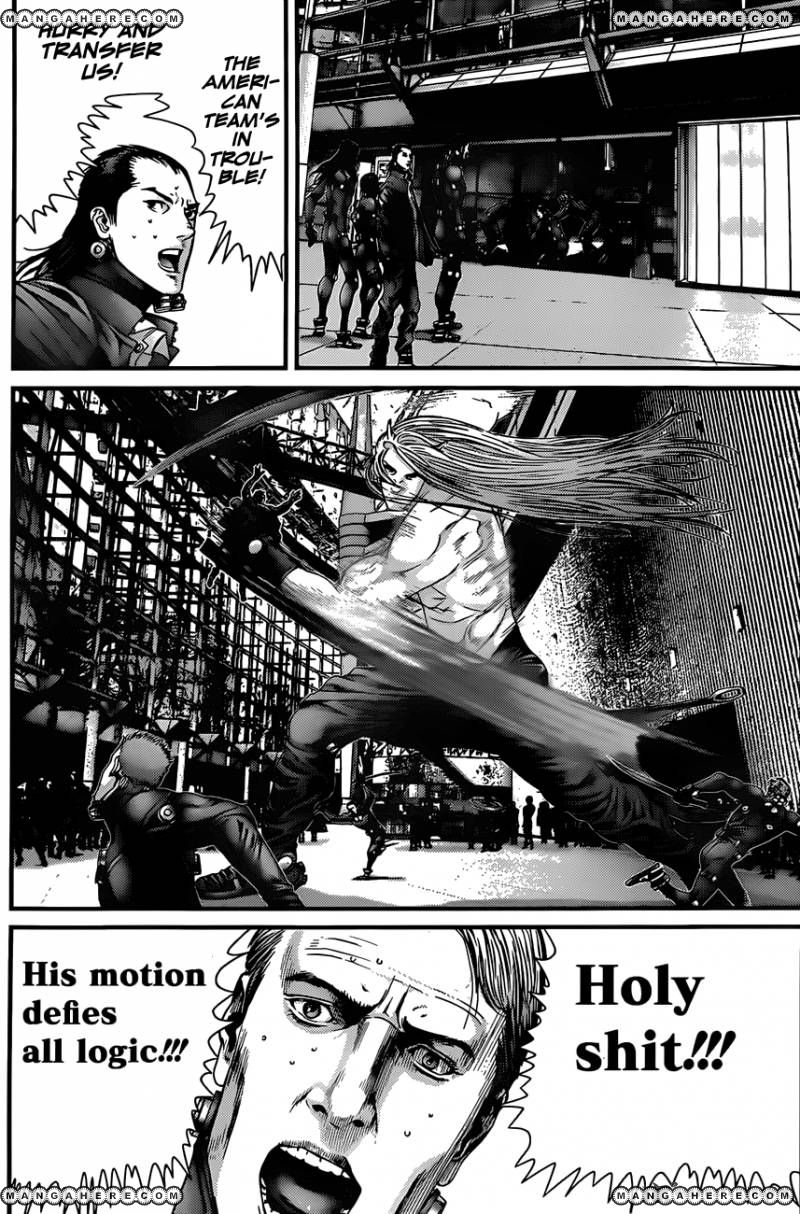 MANGAHERE.COM
MANGAHERE.COM
THE
AMERI-
CAN
TEAM'S
IN
TROU-
BLE!
HURRY AND
TRANSFER
US!
Holy
shit!!!
His motion
defies
all logic!!!
MANGAHERE.COM
MANGAHERE.COM